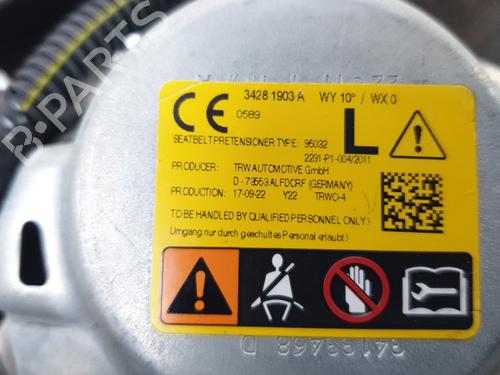 3428 1903 A WY 10° / WX 0
CE 0589
L
SEATBELT PRETENSIONER TYPE: 95032
2291-P1-004/2011
PRODUCER: TRW AUTOMOTIVE GmbH
D - 73553 ALFDORF (GERMANY)
PRODUCTION: 17-09-22 Y22 TRWO-4
TO BE HANDLED BY QUALIFIED PERSONNEL ONLY!
(Umgang nur durch geschultes Personal erlaubt!)
34183468 D
B-PARTS